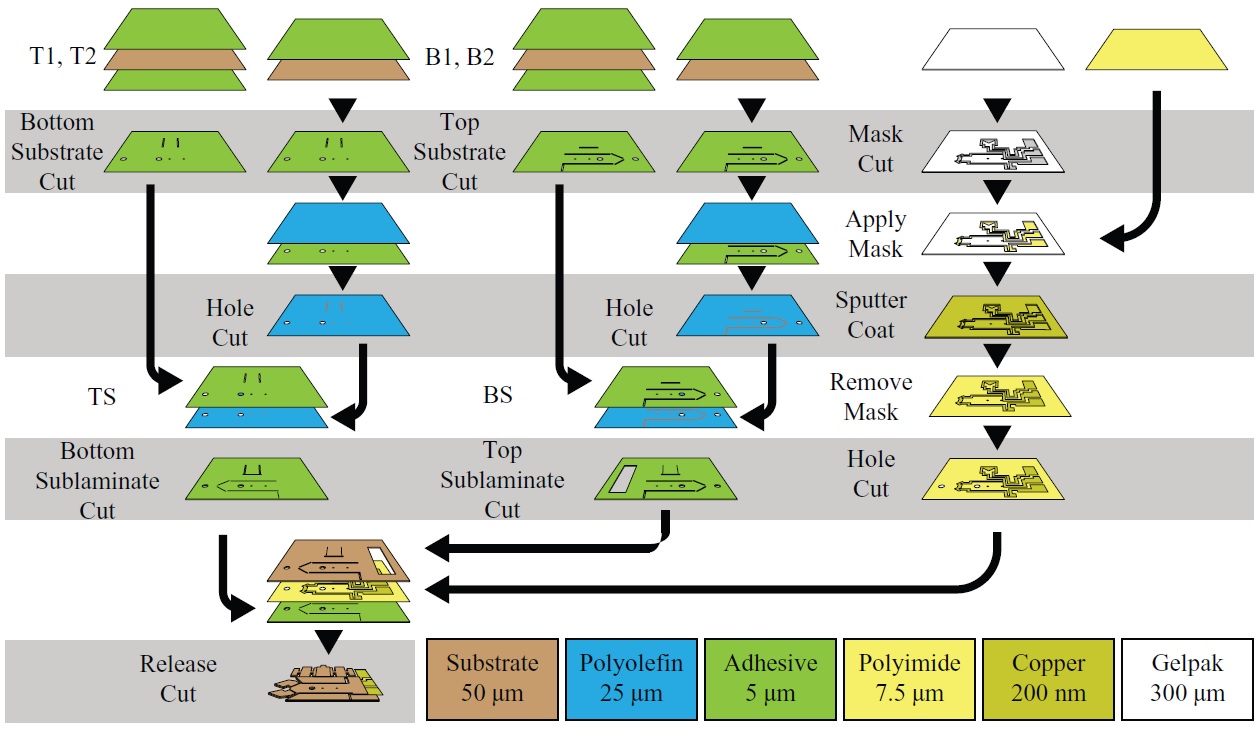 T1, T2
B1, B2
Bottom
Substrate
Cut
Top
Substrate
Cut
Mask
Cut
Apply
Mask
Hole
Cut
Hole
Cut
Sputter
Coat
TS
BS
Remove
Mask
Bottom
Sublaminate
Cut
Top
Sublaminate
Cut
Hole
Cut
Release
Cut
Substrate
50 μm
Polyolefin
25 μm
Adhesive
5 μm
Polyimide
7.5 μm
Copper
200 nm
Gelpak
300 μm